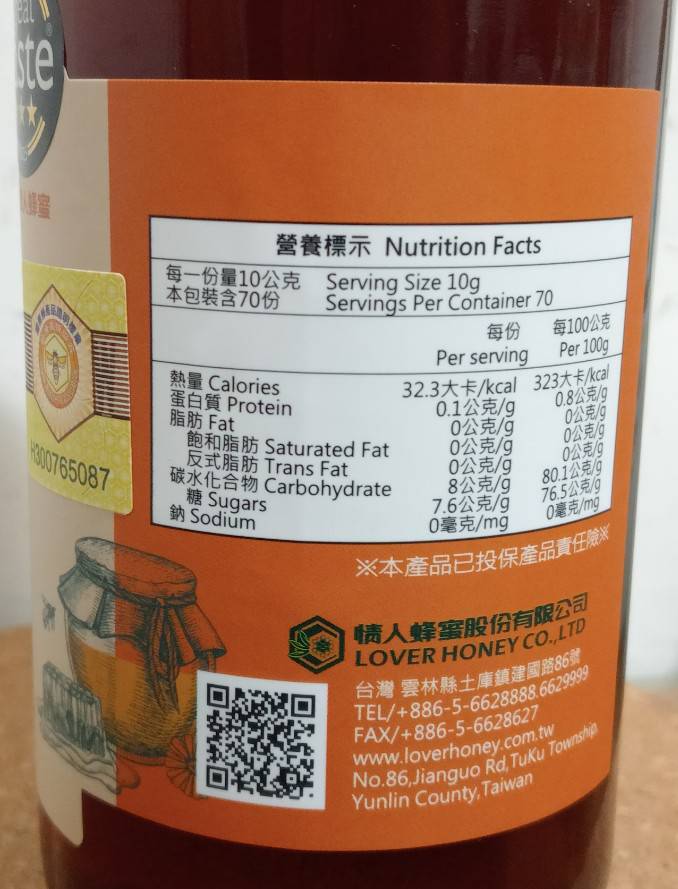 ste
人蜂蜜
H300765087
營養標示 Nutrition Facts
每一份量10公克 Serving Size 10g
本包裝含70份 Servings Per Container 70
每份 每100公克
Per serving Per 100g
熱量 Calories 32.3大卡/kcal 323大卡/kcal
蛋白質 Protein 0.1公克/g 0.8公克/g
脂肪 Fat 0公克/g 0公克/g
飽和脂肪 Saturated Fat 0公克/g 0公克/g
反式脂肪 Trans Fat 0公克/g 0公克/g
碳水化合物 Carbohydrate 8公克/g 80.1公克/g
糖 Sugars 7.6公克/g 76.5公克/g
鈉 Sodium 0毫克/mg 0毫克/mg
※本產品已投保產品責任險※
情人蜂蜜股份有限公司
LOVER HONEY CO.,LTD
台灣 雲林縣土庫鎮建國路86號
TEL/+886-5-6628888,6629999
FAX/+886-5-6628627
www.loverhoney.com.tw
No.86,Jianguo Rd,TuKu Township,
Yunlin County,Taiwan